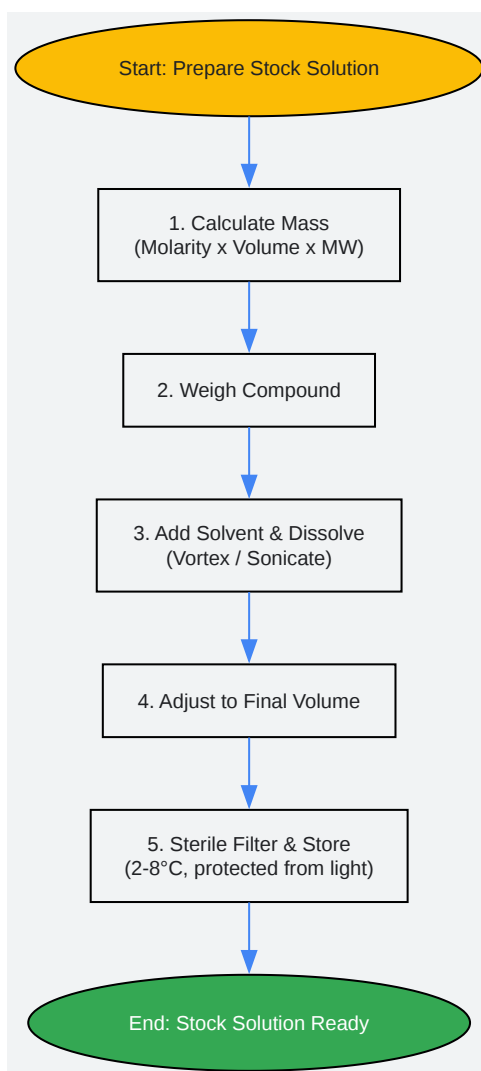 Start: Prepare Stock Solution
1. Calculate Mass
(Molarity x Volume x MW)
2. Weigh Compound
3. Add Solvent & Dissolve
(Vortex / Sonicate)
4. Adjust to Final Volume
5. Sterile Filter & Store
(2-8°C, protected from light)
End: Stock Solution Ready